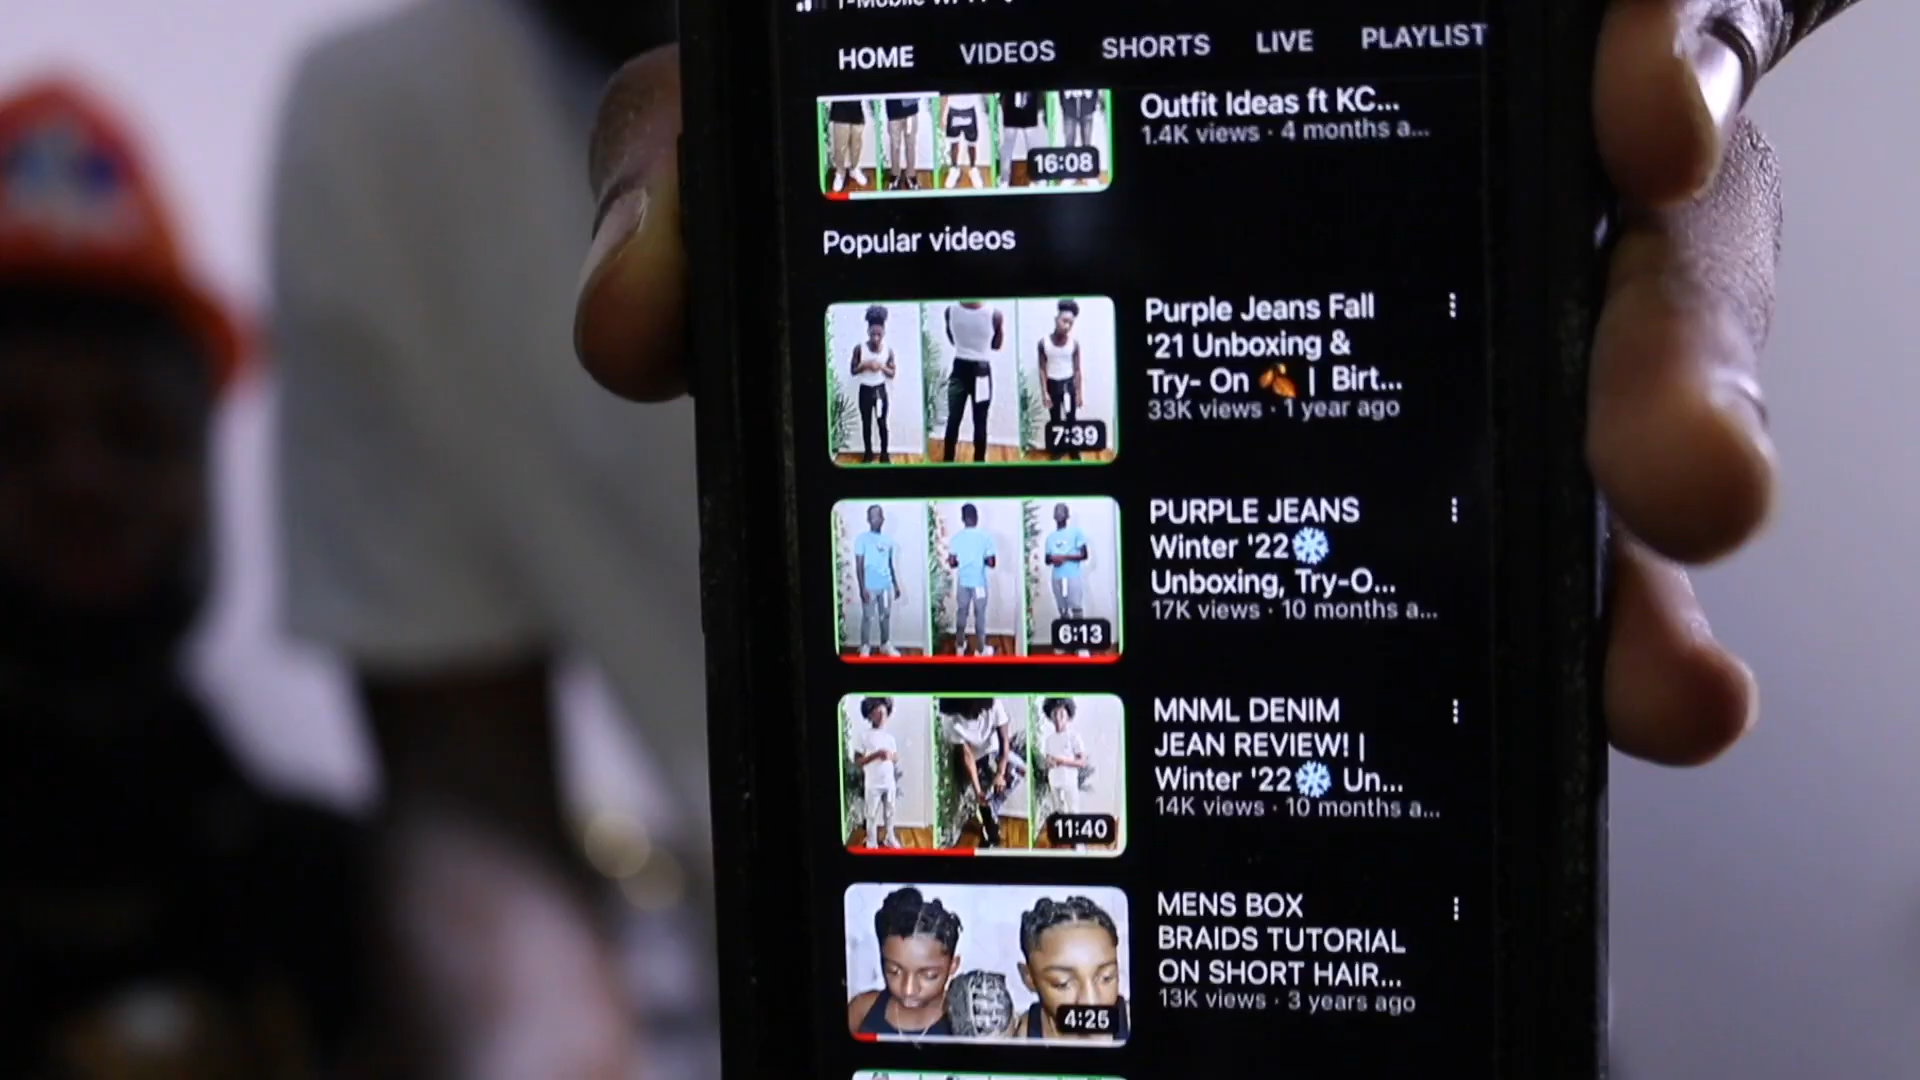 T-Mobile Wi-Fi
HOME VIDEOS SHORTS LIVE PLAYLIST
Outfit Ideas ft KC...
1.4K views · 4 months a...
16:08
Popular videos
Purple Jeans Fall
'21 Unboxing &
Try- On 🍂 | Birt...
33K views · 1 year ago
7:39
PURPLE JEANS
Winter '22❄️
Unboxing, Try-O...
17K views · 10 months a...
6:13
MNML DENIM
JEAN REVIEW! |
Winter '22❄️ Un...
14K views · 10 months a...
11:40
MENS BOX
BRAIDS TUTORIAL
ON SHORT HAIR...
13K views · 3 years ago
4:25